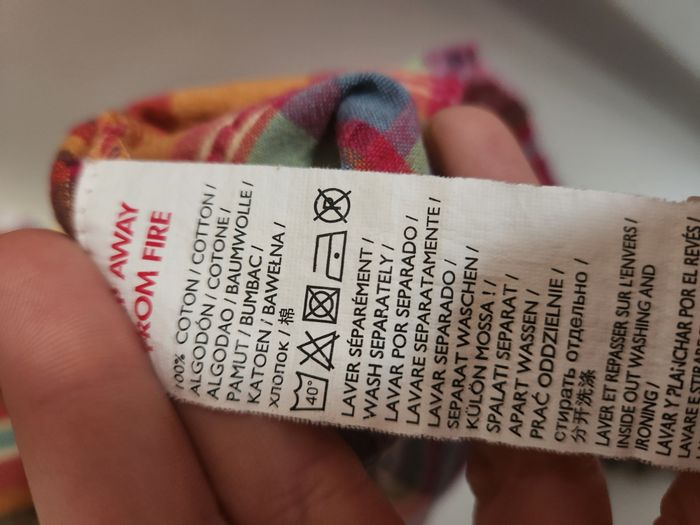 AWAY
FROM FIRE
100% COTON / COTTON /
ALGODÓN / COTONE /
ALGODAO / BAUMWOLLE /
PAMUT / BUMBAC /
KATOEN / BAWEŁNA /
хлопок / 棉
40°
LAVER SÉPARÉMENT /
WASH SEPARATELY /
LAVAR POR SEPARADO /
LAVARE SEPARATAMENTE /
LAVAR SEPARADO /
SEPARAT WASCHEN /
KÜLÖN MOSSA ! /
SPALATI SEPARAT /
APART WASSEN /
PRAĆ ODDZIELNIE /
стирать отдельно /
分开洗涤
LAVER ET REPASSER SUR L'ENVERS /
INSIDE OUT WASHING AND
IRONING /
LAVAR Y PLANCHAR POR EL REVÉS
LAVARE E